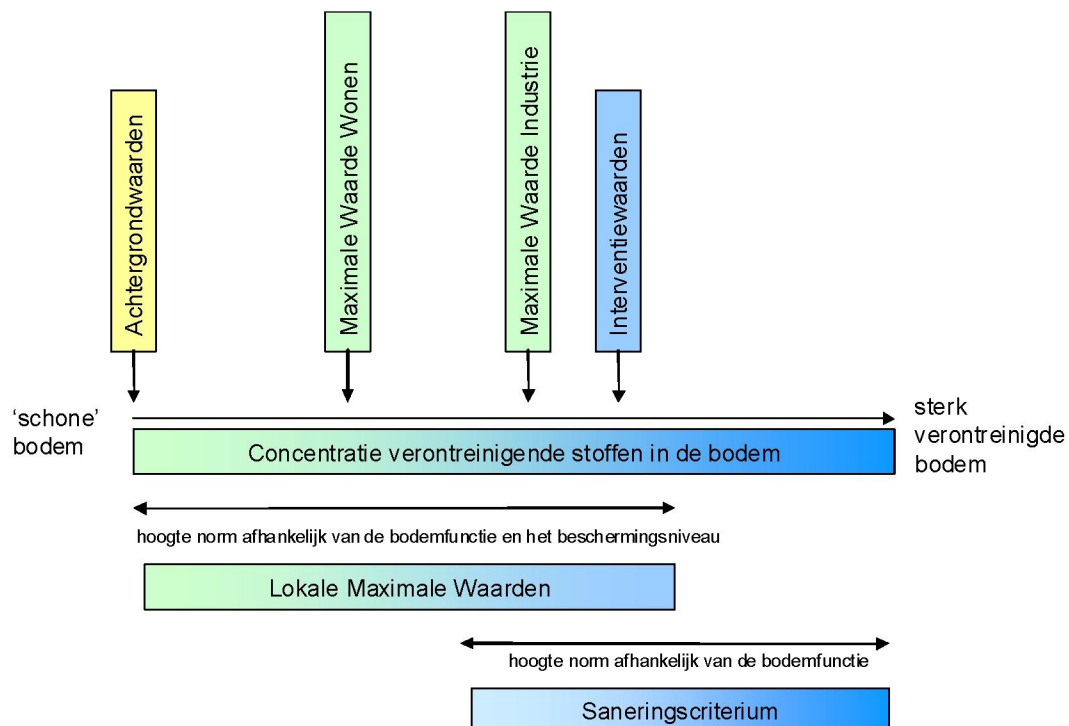 Achtergrondwaarden
Maximale Waarde Wonen
Maximale Waarde Industrie
Interventiewaarden
‘schone’
bodem
sterk
verontreinigde
bodem
Concentratie verontreinigende stoffen in de bodem
hoogte norm afhankelijk van de bodemfunctie en het beschermingsniveau
Lokale Maximale Waarden
hoogte norm afhankelijk van de bodemfunctie
Saneringscriterium